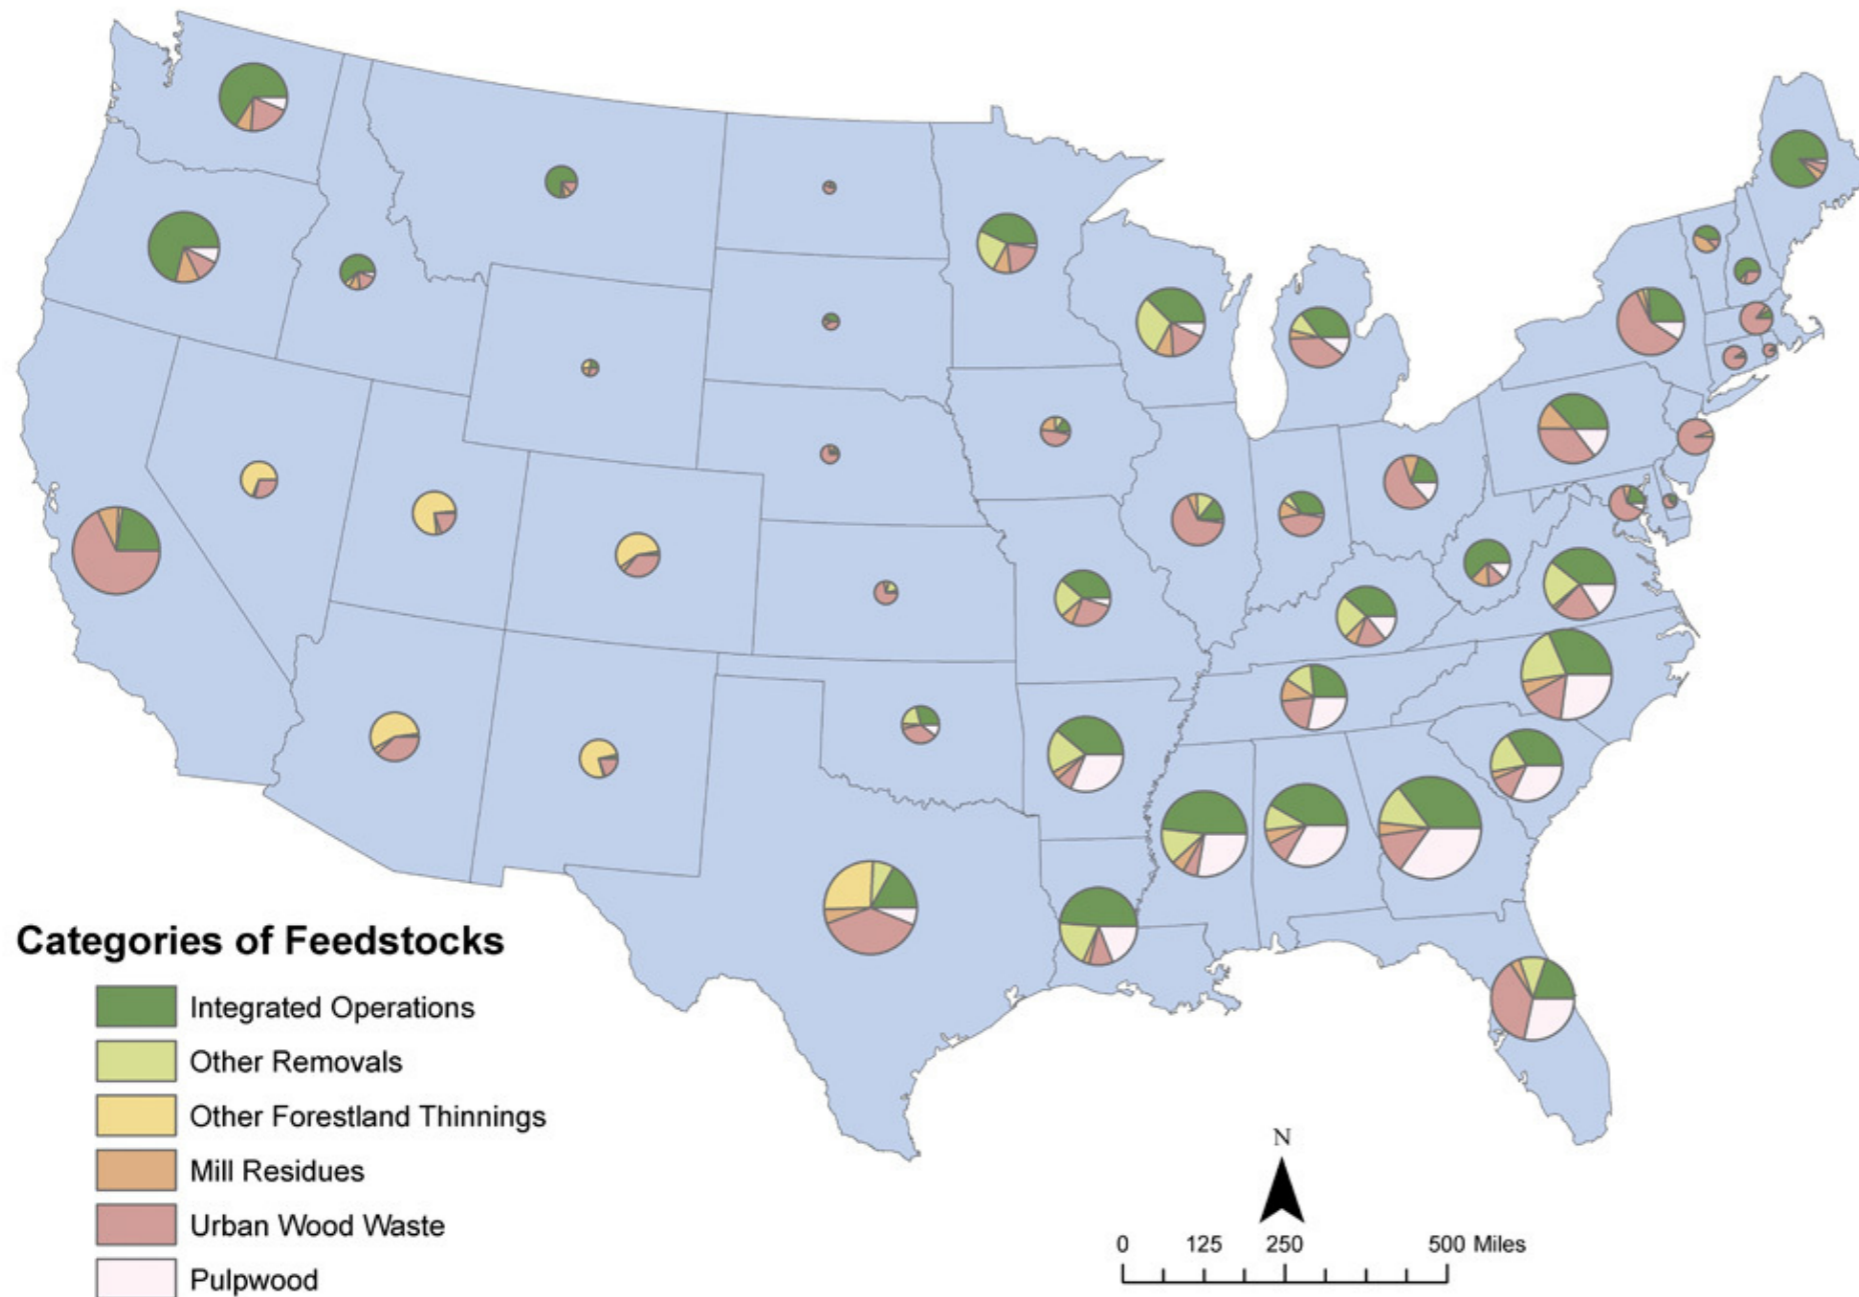 Categories of Feedstocks
Integrated Operations
Other Removals
Other Forestland Thinnings
Mill Residues
Urban Wood Waste
Pulpwood
N
0 125 250 500 Miles